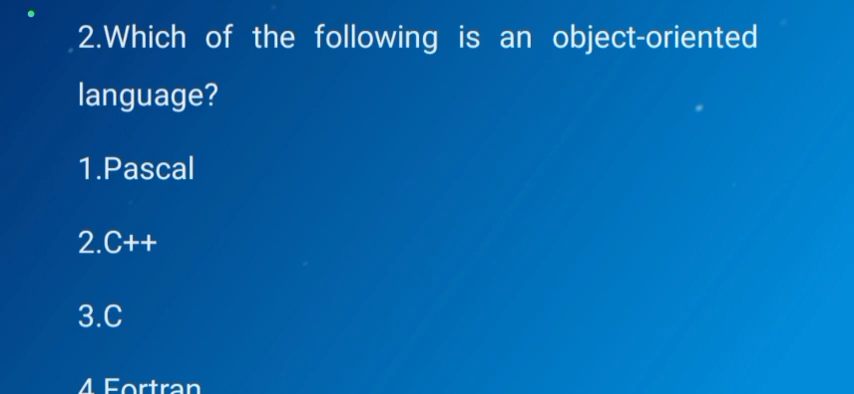 2.Which of the following is an object-oriented
language?
1.Pascal
2.C++
3.C
4.Fortran